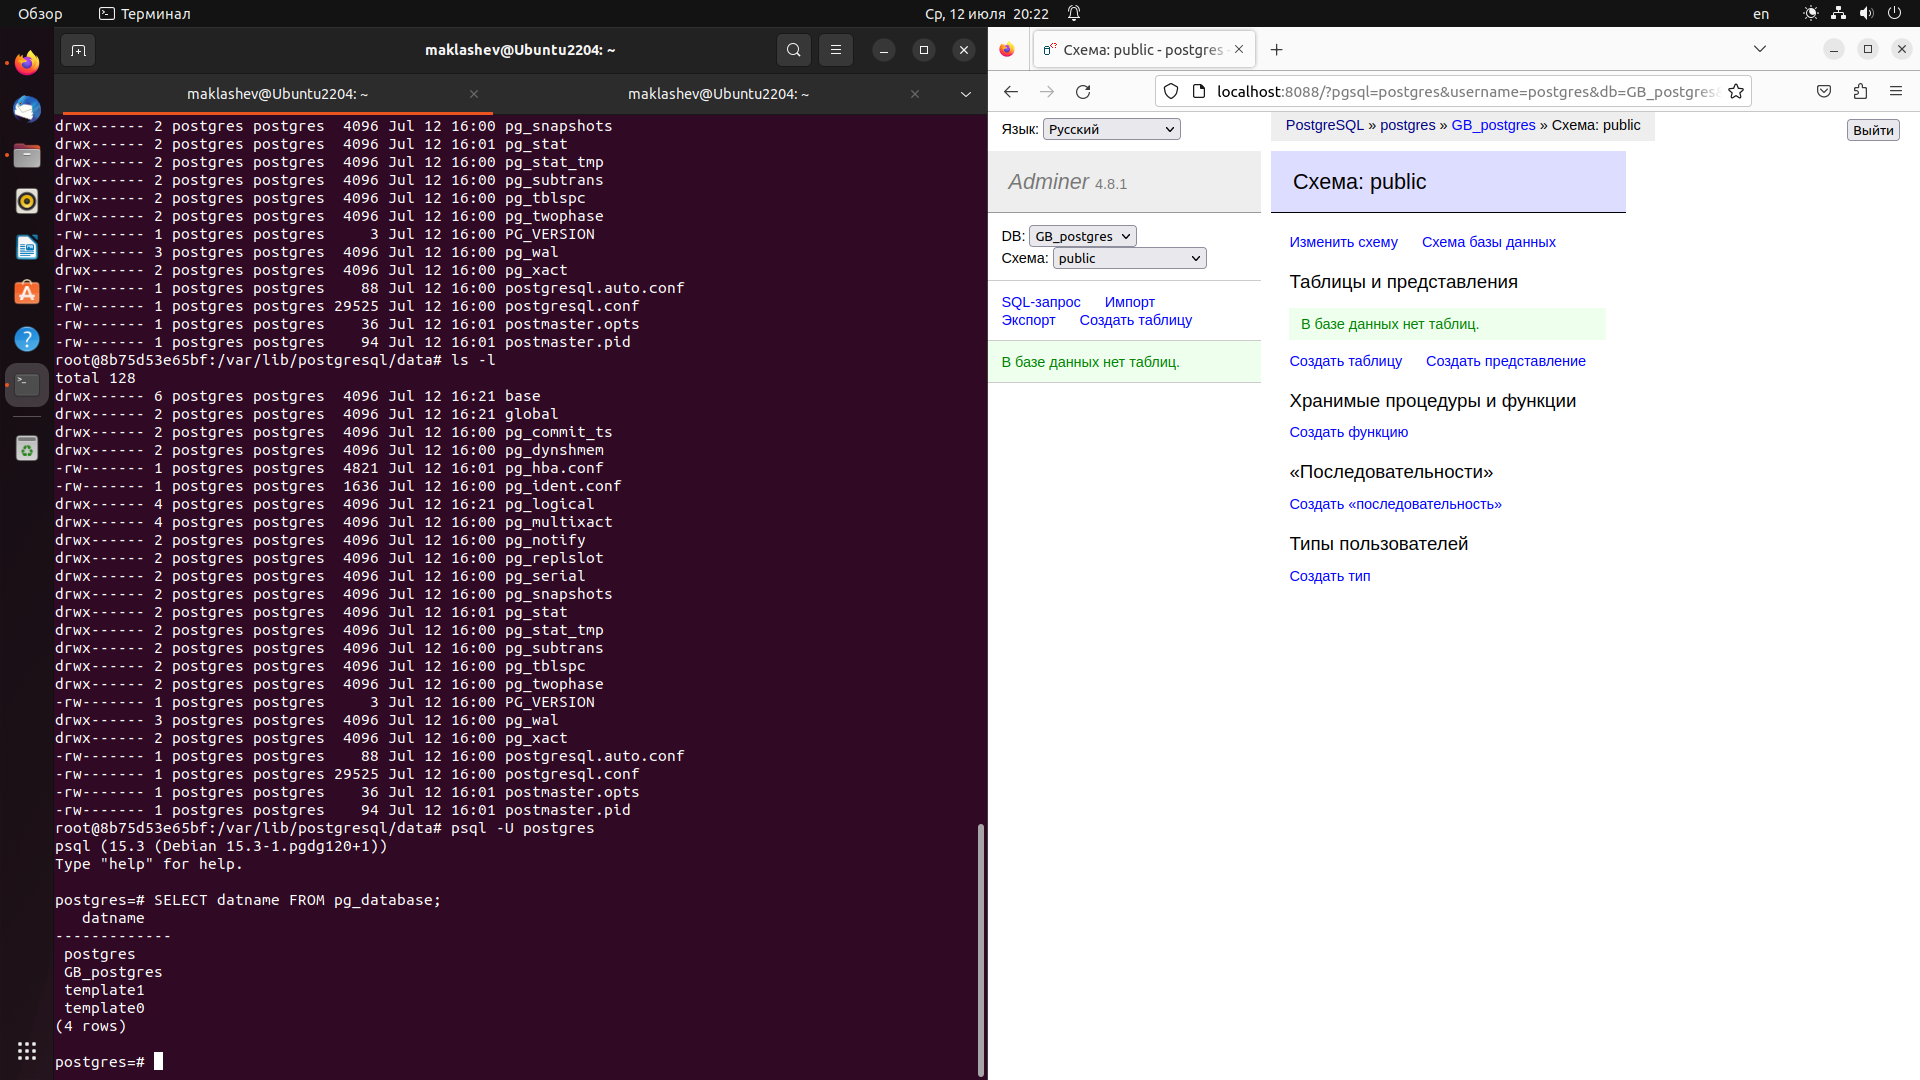 Обзор
Терминал
Ср, 12 июля 20:22
en
maklashev@Ubuntu2204: ~
maklashev@Ubuntu2204: ~
maklashev@Ubuntu2204: ~
drwx------ 2 postgres postgres  4096 Jul 12 16:00 pg_snapshots
drwx------ 2 postgres postgres  4096 Jul 12 16:01 pg_stat
drwx------ 2 postgres postgres  4096 Jul 12 16:00 pg_stat_tmp
drwx------ 2 postgres postgres  4096 Jul 12 16:00 pg_subtrans
drwx------ 2 postgres postgres  4096 Jul 12 16:00 pg_tblspc
drwx------ 2 postgres postgres  4096 Jul 12 16:00 pg_twophase
-rw------- 1 postgres postgres     3 Jul 12 16:00 PG_VERSION
drwx------ 3 postgres postgres  4096 Jul 12 16:00 pg_wal
drwx------ 2 postgres postgres  4096 Jul 12 16:00 pg_xact
-rw------- 1 postgres postgres    88 Jul 12 16:00 postgresql.auto.conf
-rw------- 1 postgres postgres 29525 Jul 12 16:00 postgresql.conf
-rw------- 1 postgres postgres    36 Jul 12 16:01 postmaster.opts
-rw------- 1 postgres postgres    94 Jul 12 16:01 postmaster.pid
root@8b75d53e65bf:/var/lib/postgresql/data# ls -l
total 128
drwx------ 6 postgres postgres  4096 Jul 12 16:21 base
drwx------ 2 postgres postgres  4096 Jul 12 16:21 global
drwx------ 2 postgres postgres  4096 Jul 12 16:00 pg_commit_ts
drwx------ 2 postgres postgres  4096 Jul 12 16:00 pg_dynshmem
-rw------- 1 postgres postgres  4821 Jul 12 16:01 pg_hba.conf
-rw------- 1 postgres postgres  1636 Jul 12 16:00 pg_ident.conf
drwx------ 4 postgres postgres  4096 Jul 12 16:21 pg_logical
drwx------ 4 postgres postgres  4096 Jul 12 16:00 pg_multixact
drwx------ 2 postgres postgres  4096 Jul 12 16:00 pg_notify
drwx------ 2 postgres postgres  4096 Jul 12 16:00 pg_replslot
drwx------ 2 postgres postgres  4096 Jul 12 16:00 pg_serial
drwx------ 2 postgres postgres  4096 Jul 12 16:00 pg_snapshots
drwx------ 2 postgres postgres  4096 Jul 12 16:01 pg_stat
drwx------ 2 postgres postgres  4096 Jul 12 16:00 pg_stat_tmp
drwx------ 2 postgres postgres  4096 Jul 12 16:00 pg_subtrans
drwx------ 2 postgres postgres  4096 Jul 12 16:00 pg_tblspc
drwx------ 2 postgres postgres  4096 Jul 12 16:00 pg_twophase
-rw------- 1 postgres postgres     3 Jul 12 16:00 PG_VERSION
drwx------ 3 postgres postgres  4096 Jul 12 16:00 pg_wal
drwx------ 2 postgres postgres  4096 Jul 12 16:00 pg_xact
-rw------- 1 postgres postgres    88 Jul 12 16:00 postgresql.auto.conf
-rw------- 1 postgres postgres 29525 Jul 12 16:00 postgresql.conf
-rw------- 1 postgres postgres    36 Jul 12 16:01 postmaster.opts
-rw------- 1 postgres postgres    94 Jul 12 16:01 postmaster.pid
root@8b75d53e65bf:/var/lib/postgresql/data# psql -U postgres
psql (15.3 (Debian 15.3-1.pgdg120+1))
Type "help" for help.
postgres=# SELECT datname FROM pg_database;
datname
-------------
postgres
GB_postgres
template1
template0
(4 rows)
postgres=#
Схема: public - postgres
localhost:8088/?pgsql=postgres&username=postgres&db=GB_postgres&
Язык: Русский
PostgreSQL » postgres » GB_postgres » Схема: public
Выйти
Adminer 4.8.1
Схема: public
DB: GB_postgres
Схема: public
SQL-запрос Импорт
Экспорт Создать таблицу
В базе данных нет таблиц.
Изменить схему Схема базы данных
Таблицы и представления
В базе данных нет таблиц.
Создать таблицу Создать представление
Хранимые процедуры и функции
Создать функцию
«Последовательности»
Создать «последовательность»
Типы пользователей
Создать тип